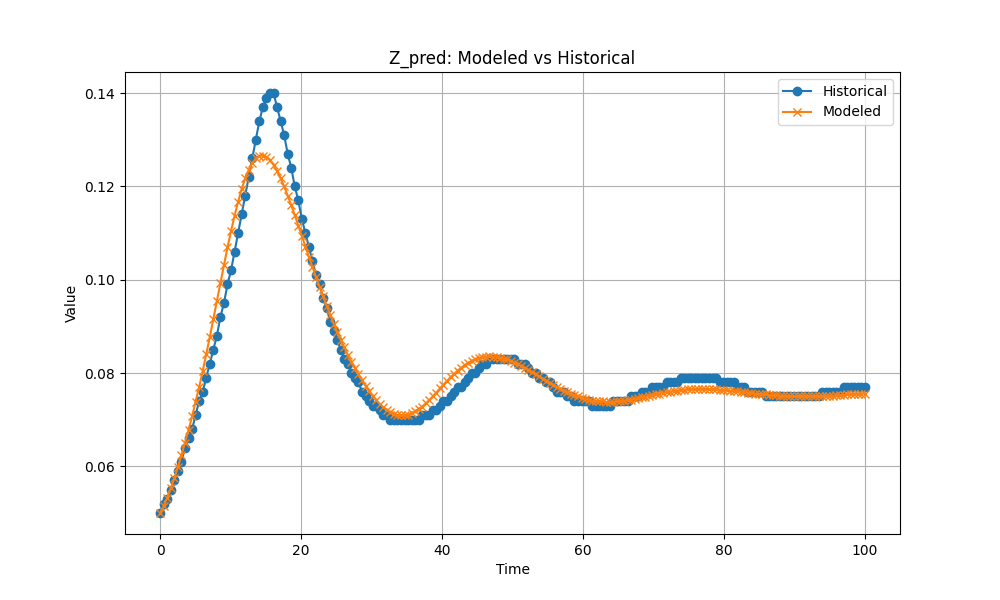 Z_pred: Modeled vs Historical
Historical
Modeled
0.14
0.12
0.10
0.08
0.06
Value
0 20 40 60 80 100
Time